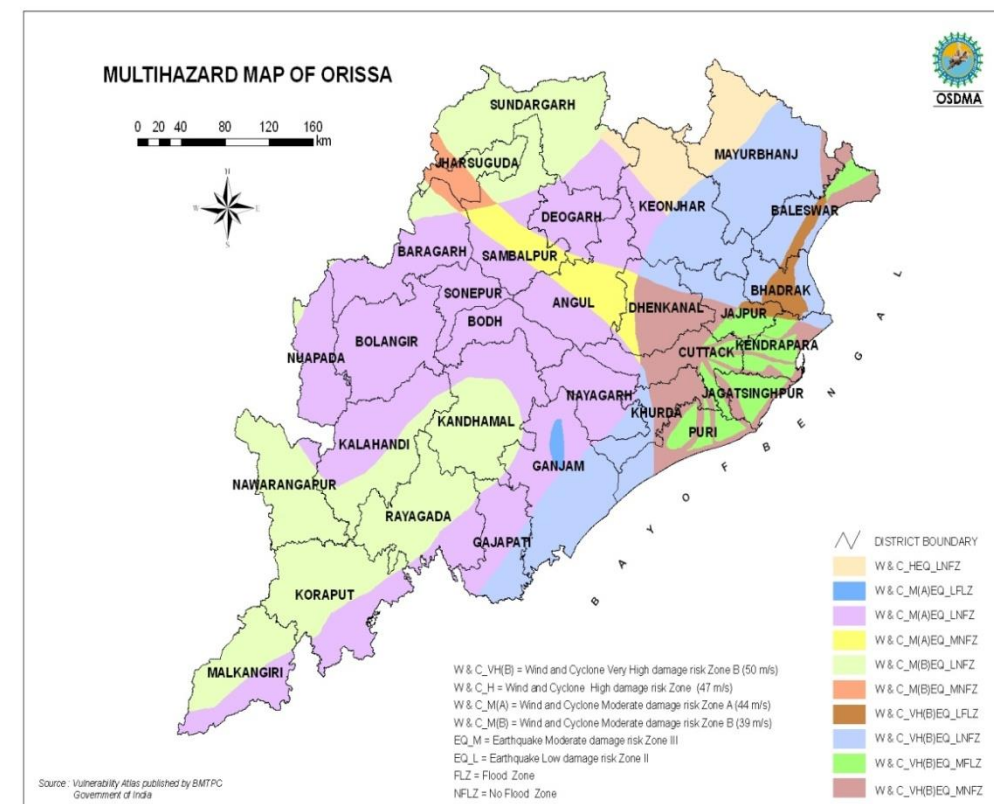 MULTIHAZARD MAP OF ORISSA
OSDMA
0 20 40 80 120 160
km
N
W E
S
SUNDARGARH
JHARSUGUDA
MAYURBHANJ
KEONJHAR
DEOGARH
BALESWAR
BARAGARH
SAMBALPUR
SONEPUR
ANGUL
DHENKANAL
BHADRAK
JAJPUR
BODH
BOLANGIR
NUAPADA
CUTTACK
KENDRAPARA
JAGATSINGHPUR
NAYAGARH
KHURDA
PURI
KANDHAMAL
KALAHANDI
GANJAM
NAWARANGAPUR
RAYAGADA
GAJAPATI
KORAPUT
MALKANGIRI
BAY OF BENGAL
DISTRICT BOUNDARY
W & C_HEQ_LNFZ
W & C_M(A)EQ_LFLZ
W & C_M(A)EQ_LNFZ
W & C_M(A)EQ_MNFZ
W & C_M(B)EQ_LNFZ
W & C_M(B)EQ_MNFZ
W & C_VH(B)EQ_LFLZ
W & C_VH(B)EQ_LNFZ
W & C_VH(B)EQ_MFLZ
W & C_VH(B)EQ_MNFZ
W & C_VH(B) = Wind and Cyclone Very High damage risk Zone B (50 m/s)
W & C_H = Wind and Cyclone High damage risk Zone (47 m/s)
W & C_M(A) = Wind and Cyclone Moderate damage risk Zone A (44 m/s)
W & C_M(B) = Wind and Cyclone Moderate damage risk Zone B (39 m/s)
EQ_M = Earthquake Moderate damage risk Zone III
EQ_L = Earthquake Low damage risk Zone II
FLZ = Flood Zone
NFLZ = No Flood Zone
Source : Vulnerability Atlas published by BMTPC
Government of India